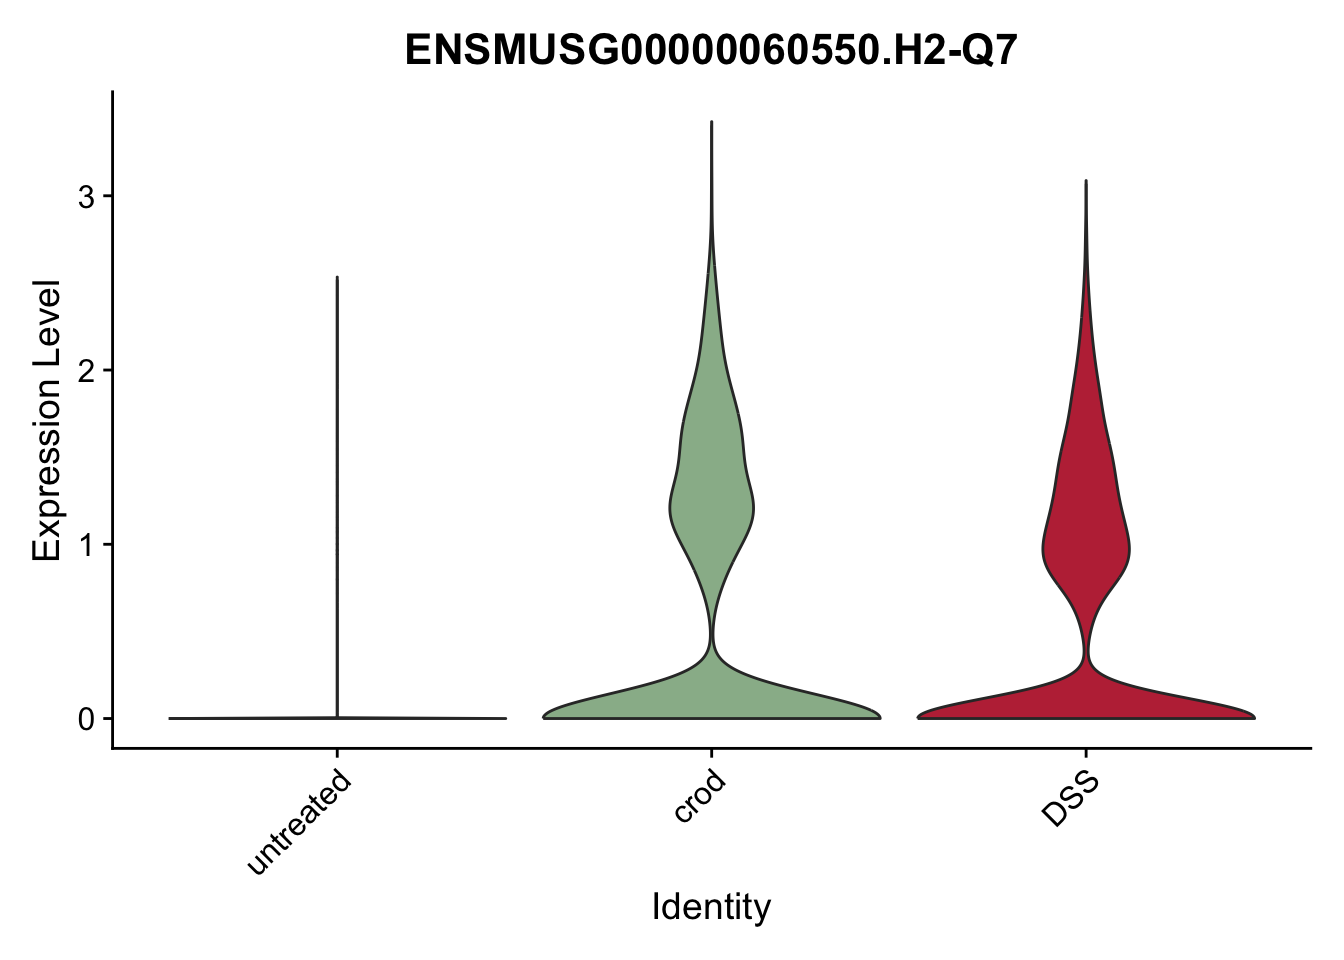 ENSMUSG00000060550.H2-Q7
Expression Level
3
2
1
0
untreated
crod
DSS
Identity